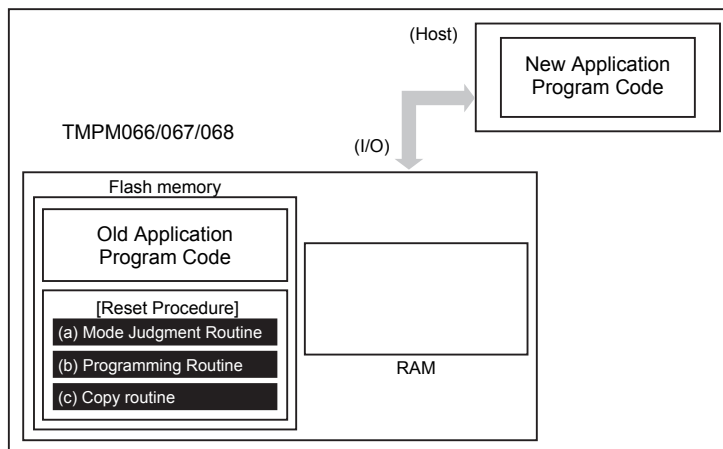 (Host)
New Application
Program Code
TMPM066/067/068
(I/O)
Flash memory
Old Application
Program Code
[Reset Procedure]
(a) Mode Judgment Routine
(b) Programming Routine
(c) Copy routine
RAM